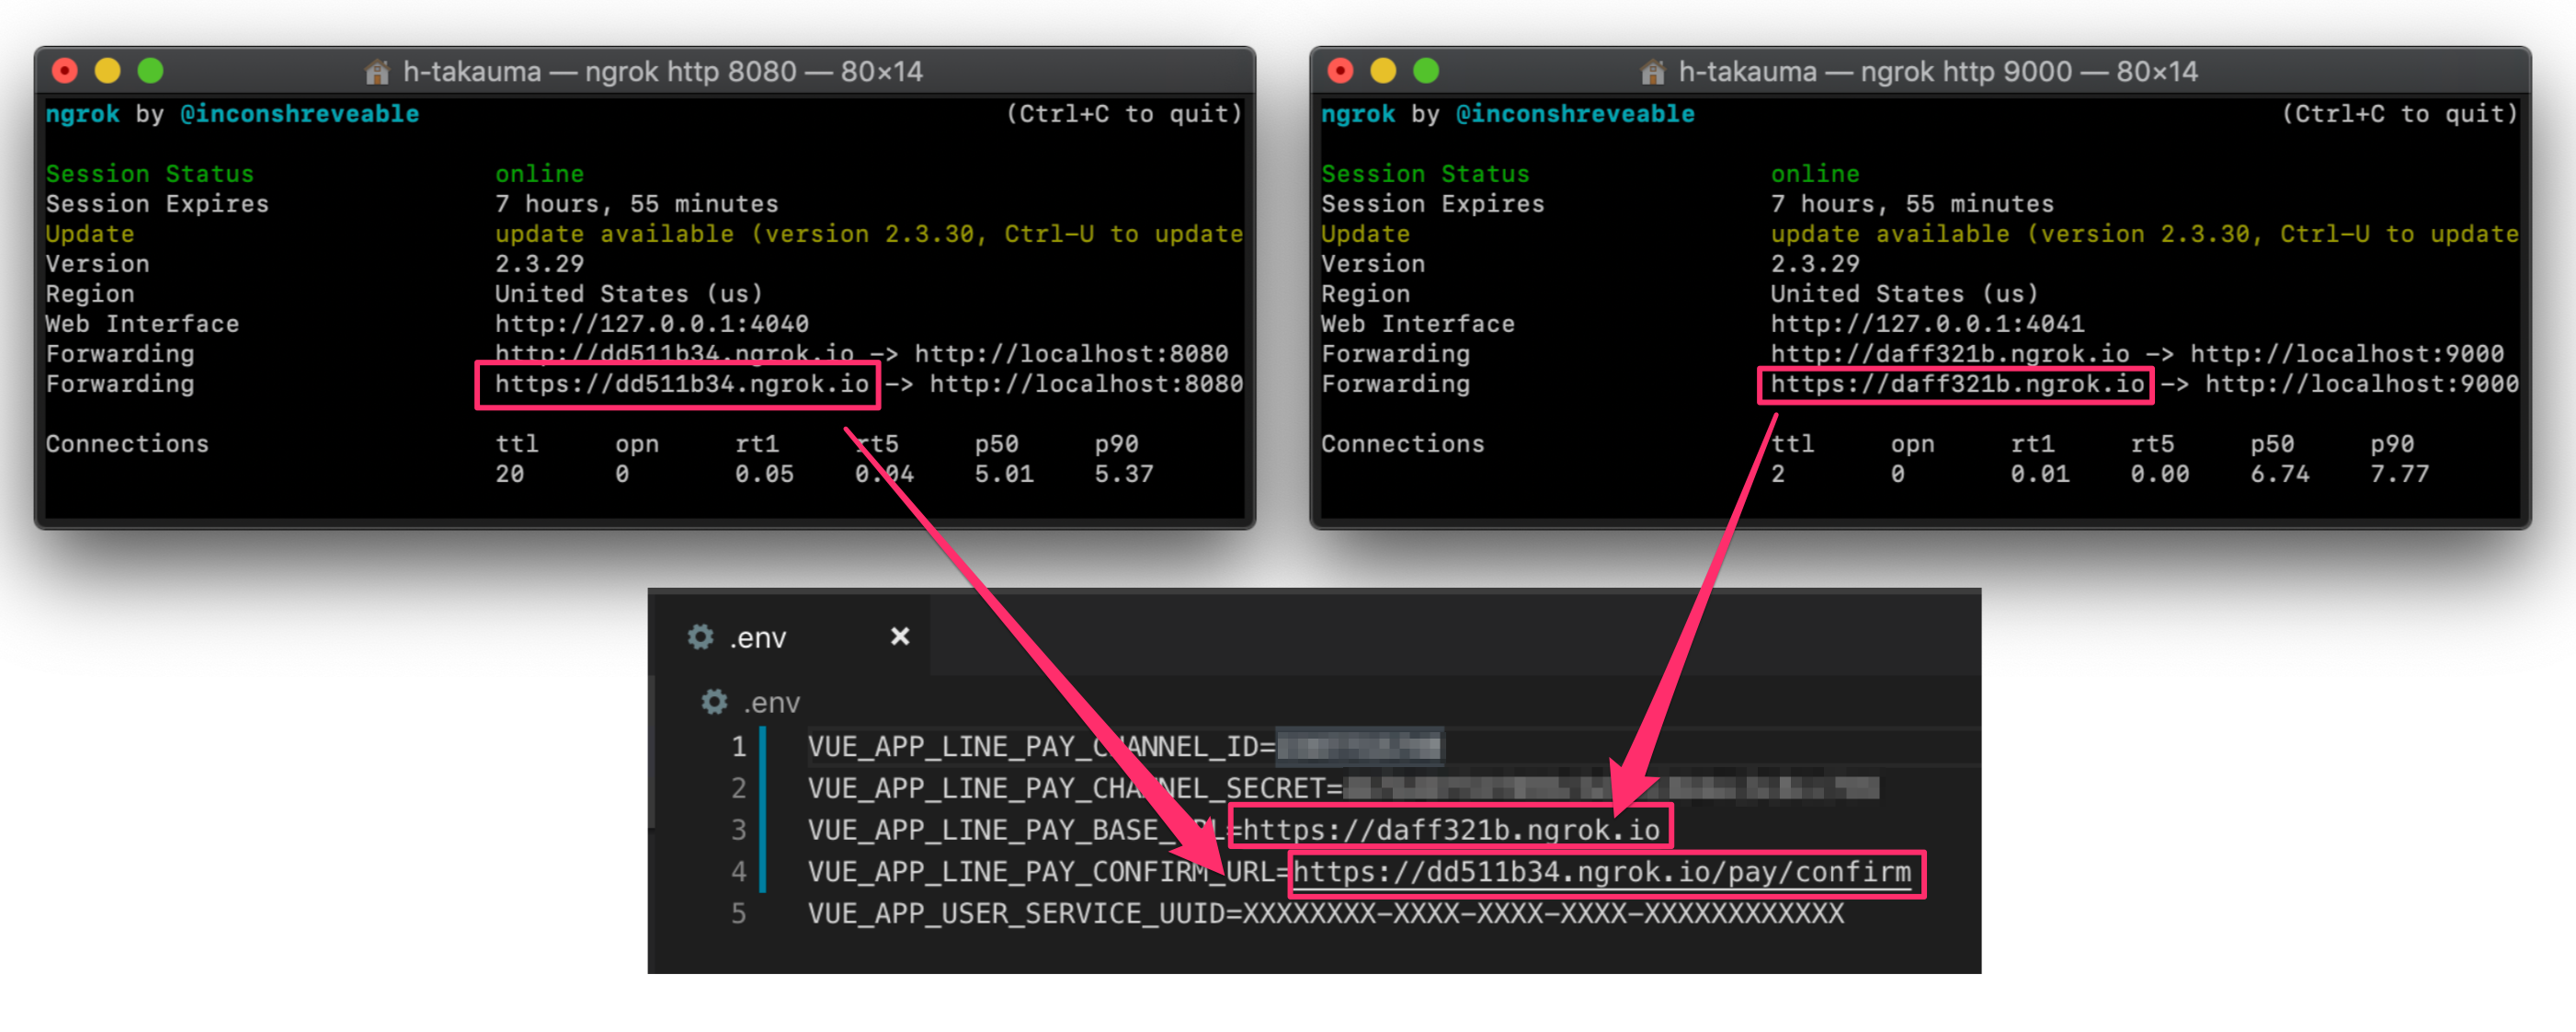 h-takauma — ngrok http 8080 — 80×14
ngrok by @inconshreveable (Ctrl+C to quit)
Session Status online
Session Expires 7 hours, 55 minutes
Update update available (version 2.3.30, Ctrl-U to update
Version 2.3.29
Region United States (us)
Web Interface http://127.0.0.1:4040
Forwarding http://dd511b34.ngrok.io -> http://localhost:8080
Forwarding https://dd511b34.ngrok.io -> http://localhost:8080
Connections ttl opn rt1 rt5 p50 p90
20 0 0.05 0.04 5.01 5.37
h-takauma — ngrok http 9000 — 80×14
ngrok by @inconshreveable (Ctrl+C to quit)
Session Status online
Session Expires 7 hours, 55 minutes
Update update available (version 2.3.30, Ctrl-U to update
Version 2.3.29
Region United States (us)
Web Interface http://127.0.0.1:4041
Forwarding http://daff321b.ngrok.io -> http://localhost:9000
Forwarding https://daff321b.ngrok.io -> http://localhost:9000
Connections ttl opn rt1 rt5 p50 p90
2 0 0.01 0.00 6.74 7.77
.env
.env
1 VUE_APP_LINE_PAY_CHANNEL_ID=
2 VUE_APP_LINE_PAY_CHANNEL_SECRET=
3 VUE_APP_LINE_PAY_BASE_URL=https://daff321b.ngrok.io
4 VUE_APP_LINE_PAY_CONFIRM_URL=https://dd511b34.ngrok.io/pay/confirm
5 VUE_APP_USER_SERVICE_UUID=XXXXXXXX-XXXX-XXXX-XXXX-XXXXXXXXXXXX